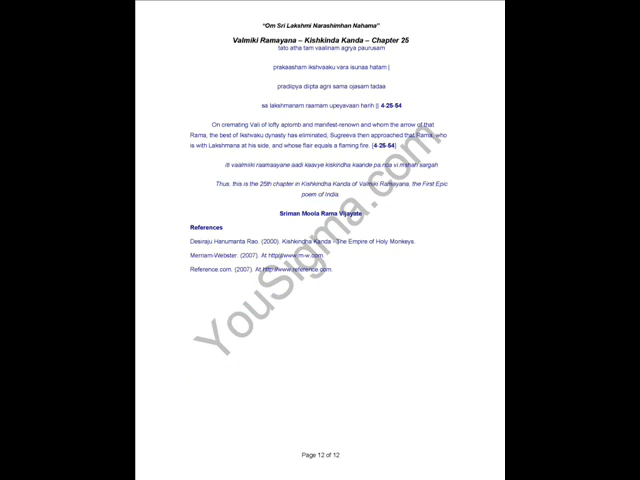 “Om Sri Lakshmi Narashimhan Nahama”
Valmiki Ramayana – Kishkinda Kanda – Chapter 25
tato atha tam vaalinam agrya paurusam
prakaasham ikshvaaku vara isunaa hatam |
pradiipya diipta agni sama ojasam tadaa
sa lakshmanam raamam upeyavaan harih || 4-25-54
On cremating Vali of lofty aplomb and manifest-renown and whom the arrow of that
Rama, the best of Ikshvaku dynasty has eliminated, Sugreeva then approached that Rama, who
is with Lakshmana at his side, and whose flair equals a flaming fire. [4-25-54]
iti vaalmiiki raamaayane aadi kaavye kiskindha kaande pa.nca vi.mshah sargah
Thus, this is the 25th chapter in Kishkindha Kanda of Valmiki Ramayana, the First Epic
poem of India.
Sriman Moola Rama Vijayate
References
Desiraju Hanumanta Rao. (2000). Kishkindha Kanda - The Empire of Holy Monkeys.
Merriam-Webster. (2007). At http://www.m-w.com.
Reference.com. (2007). At http://www.reference.com.
YouSigma.com
Page 12 of 12